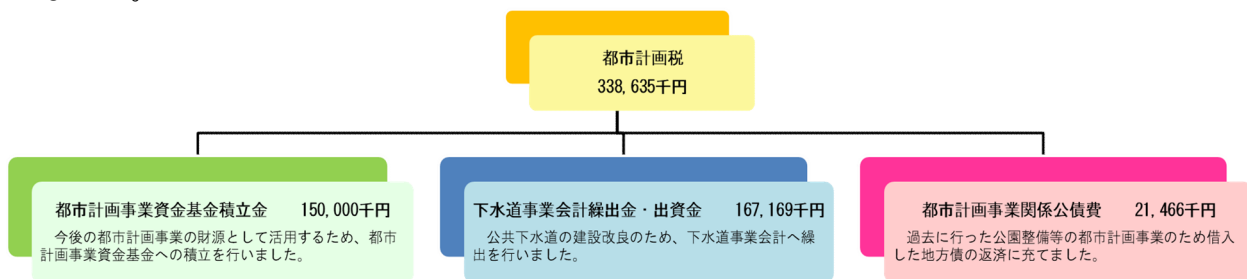 都市計画税
338,635千円
都市計画事業資金基金積立金 150,000千円
今後の都市計画事業の財源として活用するため、都市
計画事業資金基金への積立を行いました。
下水道事業会計繰出金・出資金 167,169千円
公共下水道の建設改良のため、下水道事業会計へ繰
出を行いました。
都市計画事業関係公債費 21,466千円
過去に行った公園整備等の都市計画事業のため借入
した地方債の返済に充てました。